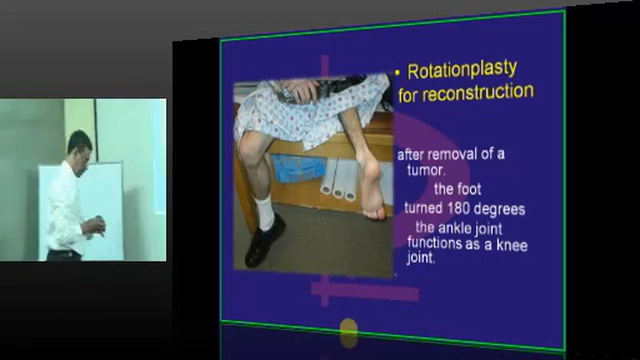 • Rotationplasty
for reconstruction
after removal of a
tumor.
the foot
turned 180 degrees
the ankle joint
functions as a knee
joint.